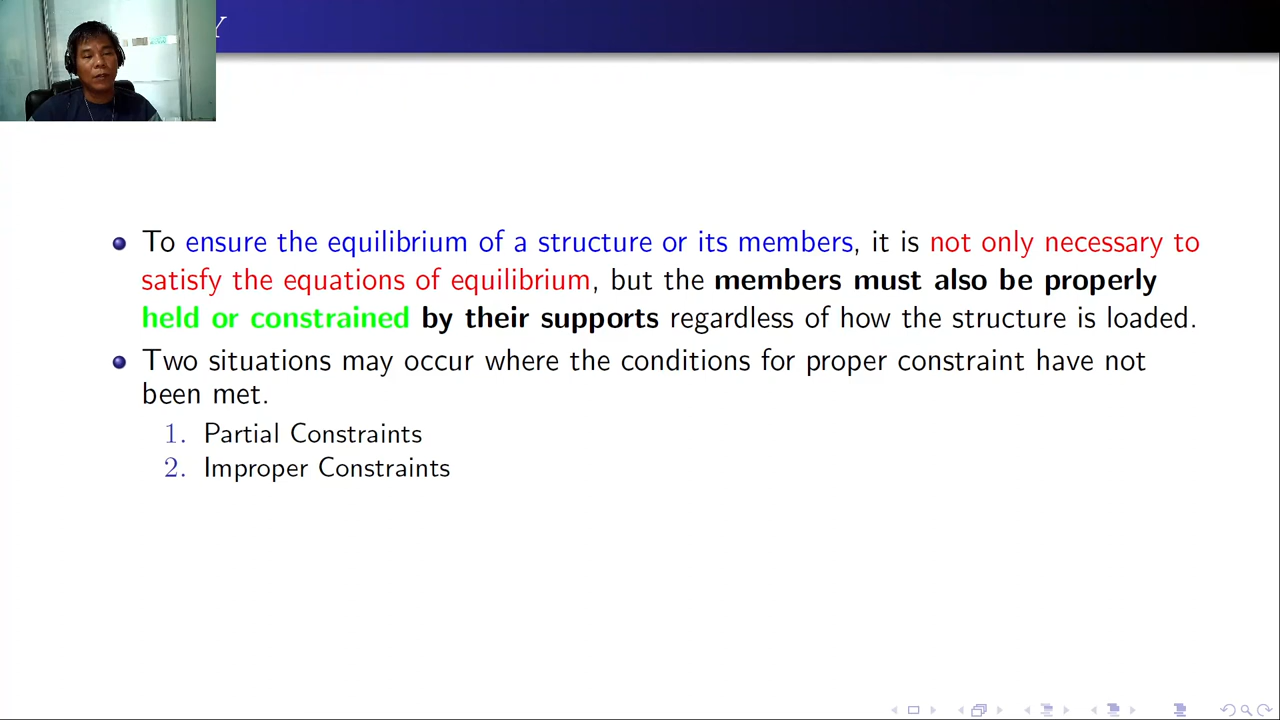 Y
To ensure the equilibrium of a structure or its members, it is not only necessary to
satisfy the equations of equilibrium, but the members must also be properly
held or constrained by their supports regardless of how the structure is loaded.
Two situations may occur where the conditions for proper constraint have not
been met.
1. Partial Constraints
2. Improper Constraints